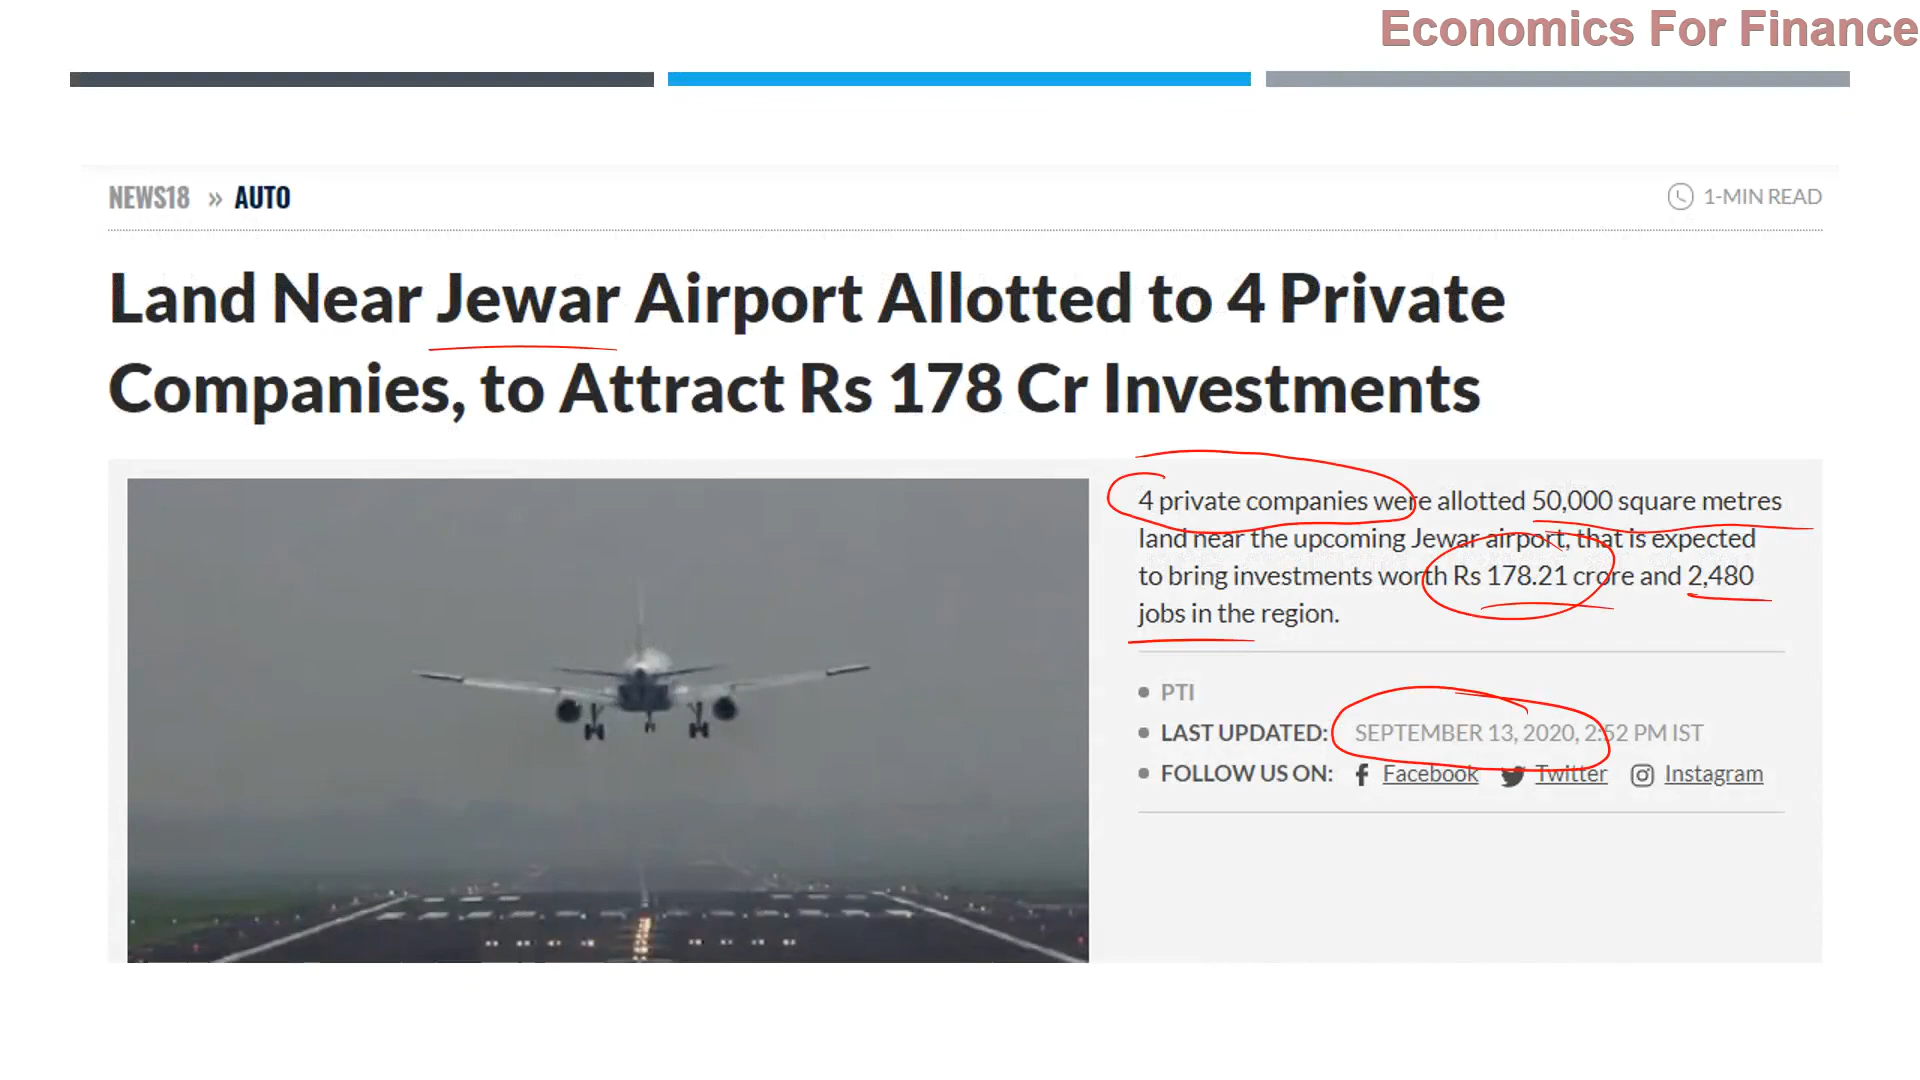 Economics For Finance
NEWS18 » AUTO
1-MIN READ
Land Near Jewar Airport Allotted to 4 Private
Companies, to Attract Rs 178 Cr Investments
4 private companies were allotted 50,000 square metres
land near the upcoming Jewar airport, that is expected
to bring investments worth Rs 178.21 crore and 2,480
jobs in the region.
PTI
LAST UPDATED: SEPTEMBER 13, 2020, 2:52 PM IST
FOLLOW US ON: Facebook Twitter Instagram